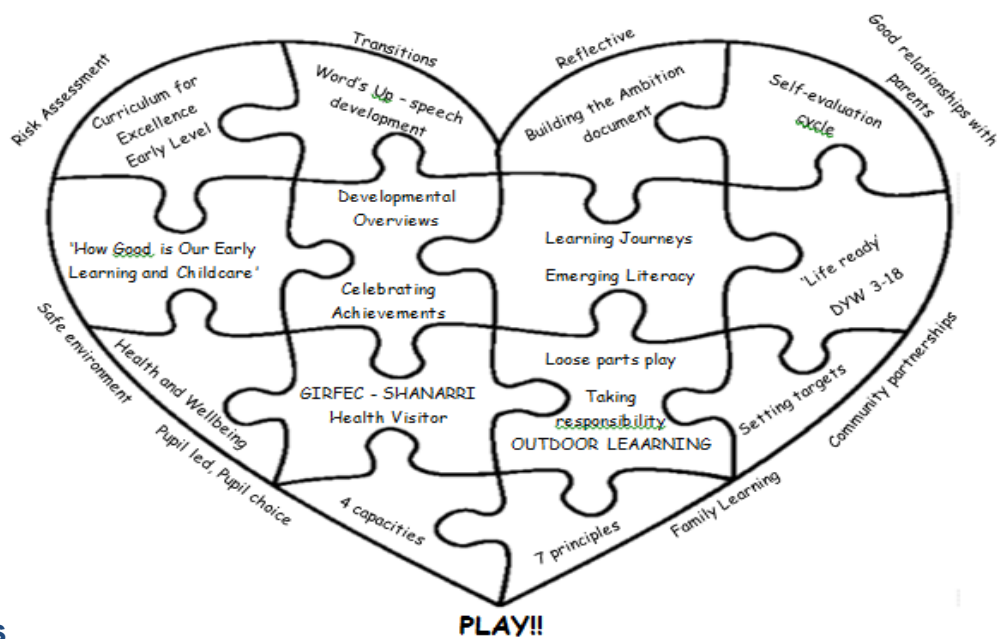 Transitions
Reflective
Good relationships with
parents
Risk Assessment
Curriculum for
Excellence
Early Level
Word's Up - speech
development
Building the Ambition
document
Self-evaluation
cycle
Developmental
Overviews
'How Good is Our Early
Learning and Childcare'
Learning Journeys
Emerging Literacy
'Life ready'
DYW 3-18
Celebrating
Achievements
Safe environment
Health and Wellbeing
GIRFEC - SHANARRI
Health Visitor
Loose parts play
Taking
responsibility
OUTDOOR LEAARNING
Setting targets
Community partnerships
Pupil led, Pupil choice
4 capacities
7 principles
Family Learning
PLAY!!
s